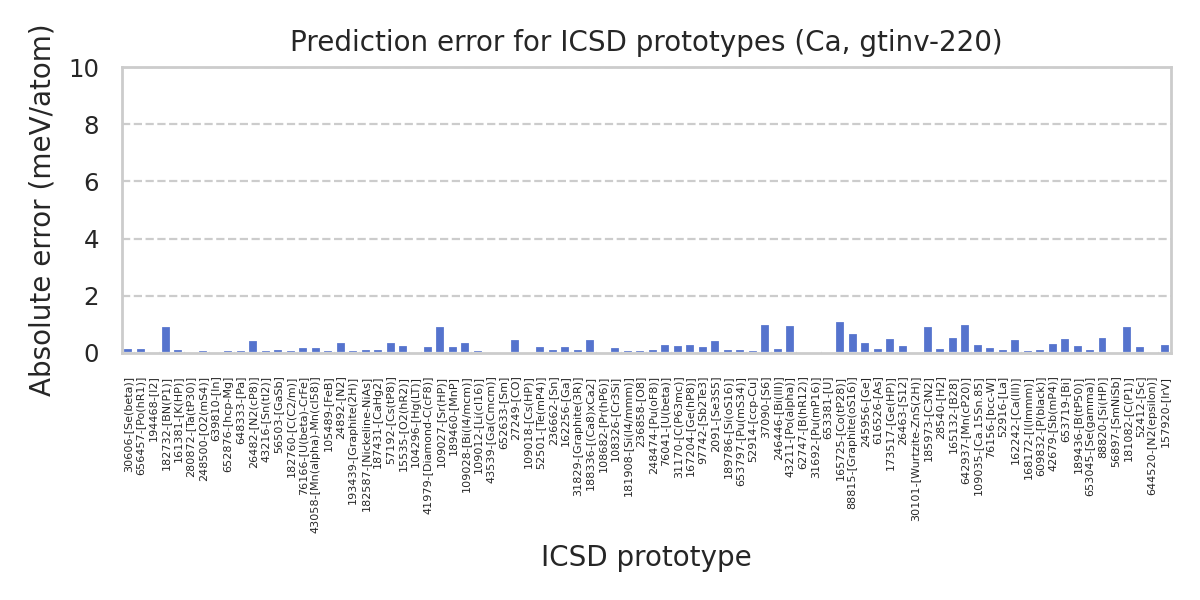 Prediction error for ICSD prototypes (Ca, gtinv-220)
Absolute error (meV/atom)
10
8
6
4
2
0
30606-[Se(beta)]
656457-[Po(hR1)]
194468-[I2]
182732-[BN(P1)]
161381-[K(HP)]
280872-[Ta(tP30)]
248500-[O2(mS4)]
639810-[In]
652876-[hcp-Mg]
648333-[Pa]
26482-[N2(cP8)]
43216-[Sn(tI2)]
56503-[GaSb]
182760-[C(C2/m)]
76166-[U(beta)-CrFe]
43058-[Mn(alpha)-Mn(cI58)]
105489-[FeB]
24892-[N2]
193439-[Graphite(2H)]
182587-[Nickeline-NiAs]
187431-[CaHg2]
57192-[Cs(tP8)]
15535-[O2(hR2)]
104296-[Hg(LT)]
41979-[Diamond-C(cF8)]
109027-[Sr(HP)]
189460-[MnP]
109028-[Bi(I4/mcm)]
109012-[Li(cI16)]
43539-[Ga(Cmcm)]
652633-[Sm]
27249-[CO]
109018-[Cs(HP)]
52501-[Te(mP4)]
236662-[Sn]
162256-[Ga]
31829-[Graphite(3R)]
188336-[(Ca8)xCa2]
108682-[Pr(hP6)]
108326-[Cr3Si]
181908-[Si(I4/mmm)]
236858-[O8]
248474-[Pu(oF8)]
76041-[U(beta)]
31170-[C(P63mc)]
167204-[Ge(hP8)]
97742-[Sb2Te3]
20911-[Se3S5]
189786-[Si(oS16)]
653797-[Pu(mS34)]
52914-[ccp-Cu]
37090-[S6]
246446-[Bi(III)]
43211-[Po(alpha)]
62747-[B(hR12)]
31692-[Pu(mP16)]
653381-[U]
165725-[Co(tP28)]
88815-[Graphite(oS16)]
245956-[Ge]
616526-[As]
173517-[Ge(HP)]
26463-[S12]
30101-[Wurtzite-ZnS(2H)]
185973-[C3N2]
28540-[H2]
165132-[B28]
642937-[Mn(cP20)]
109035-[Ca.15Sn.85]
76156-[bcc-W]
52916-[La]
162242-[Ca(III)]
168172-[I(Immm)]
609832-[P(black)]
42679-[Sb(mP4)]
189436-[B(tP50)]
653719-[Bi]
653045-[Se(gamma)]
88820-[Si(HP)]
56897-[SmNiSb]
181082-[C(P1)]
52412-[Sc]
644520-[N2(epsilon)]
157920-[IrV]
ICSD prototype